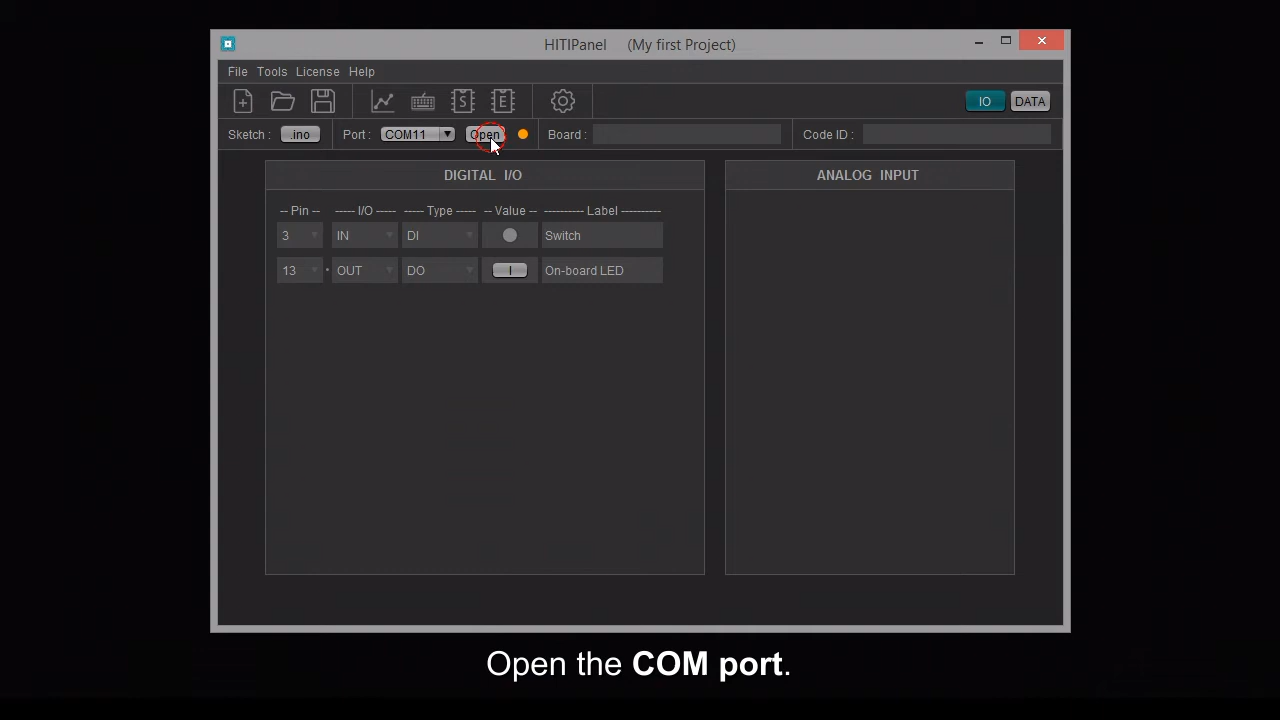 HITIPanel (My first Project)
File Tools License Help
S E IO DATA
Sketch : .ino Port : COM11 Open Board : Code ID :
DIGITAL I/O
-- Pin -- ----- I/O ----- ----- Type ----- -- Value -- ---------- Label ----------
3 IN DI Switch
13 OUT DO I On-board LED
ANALOG INPUT
Open the COM port.